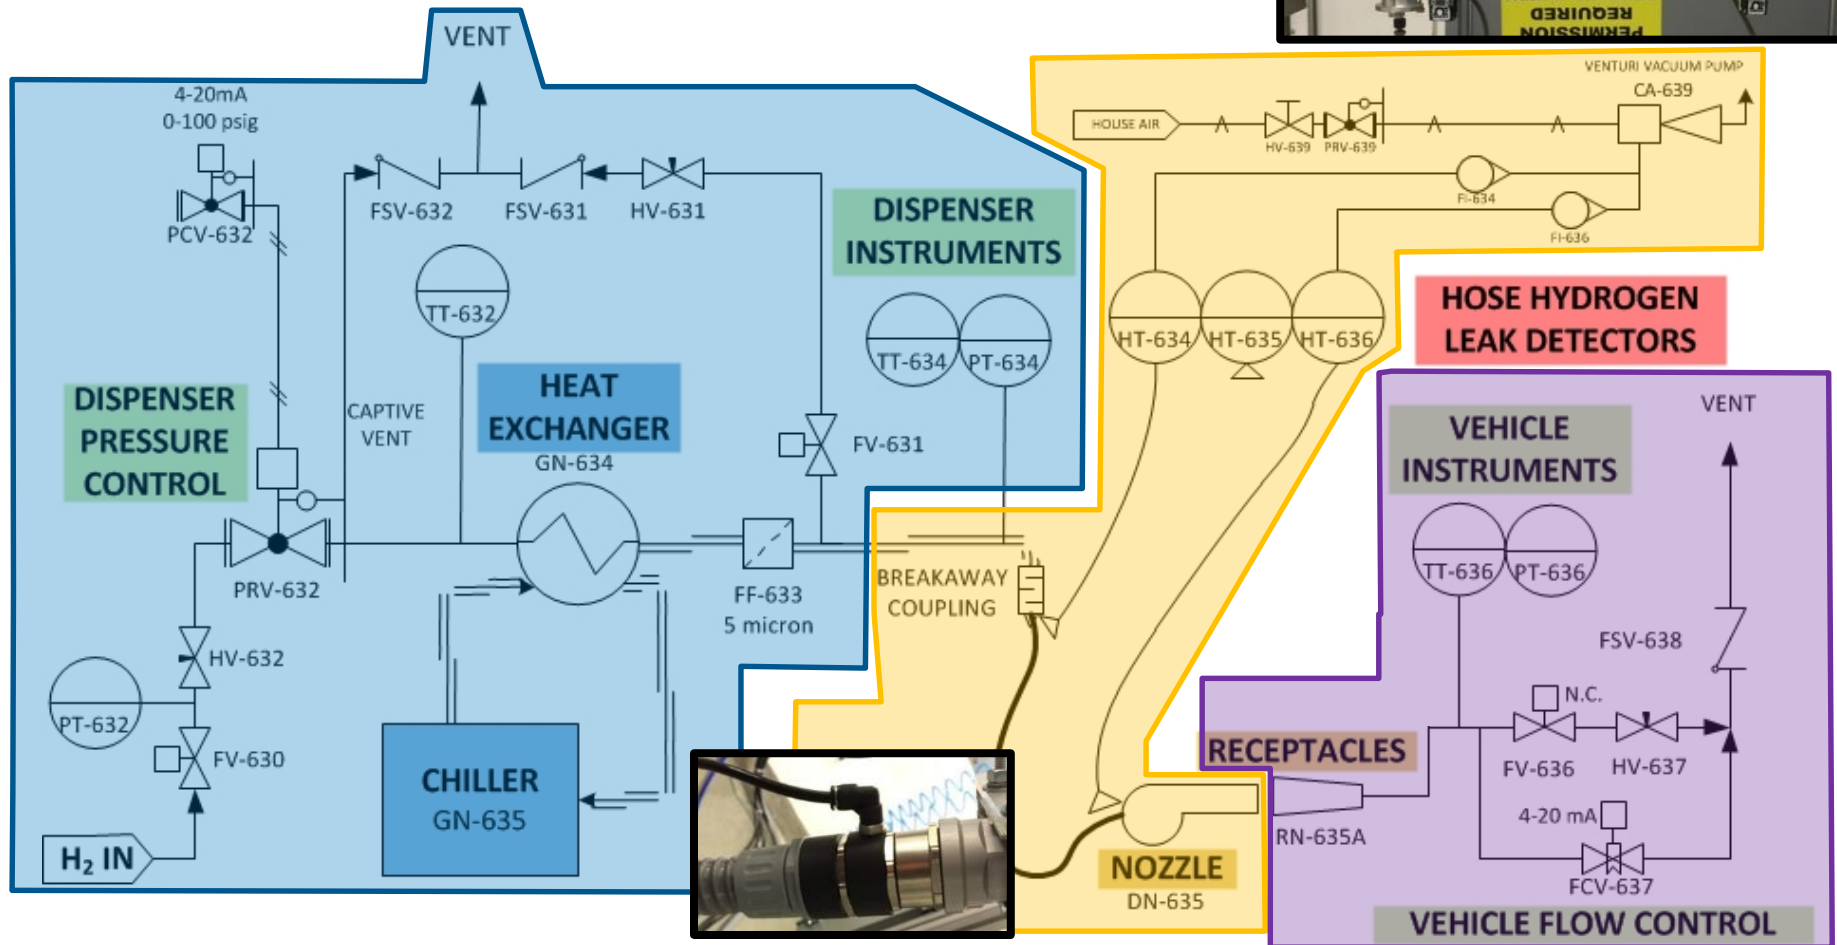 PERMISSION
REQUIRED
VENT
4-20mA
0-100 psig
PCV-632
FSV-632
FSV-631
HV-631
TT-632
DISPENSER
INSTRUMENTS
TT-634
PT-634
DISPENSER
PRESSURE
CONTROL
CAPTIVE
VENT
HEAT
EXCHANGER
GN-634
FV-631
PRV-632
FF-633
5 micron
HV-632
PT-632
FV-630
CHILLER
GN-635
H₂ IN
VENTURI VACUUM PUMP
CA-639
HOUSE AIR
HV-639
PRV-639
FI-634
FI-636
HT-634
HT-635
HT-636
HOSE HYDROGEN
LEAK DETECTORS
BREAKAWAY
COUPLING
NOZZLE
DN-635
VEHICLE
INSTRUMENTS
VENT
TT-636
PT-636
FSV-638
N.C.
RECEPTACLES
FV-636
HV-637
RN-635A
4-20 mA
FCV-637
VEHICLE FLOW CONTROL